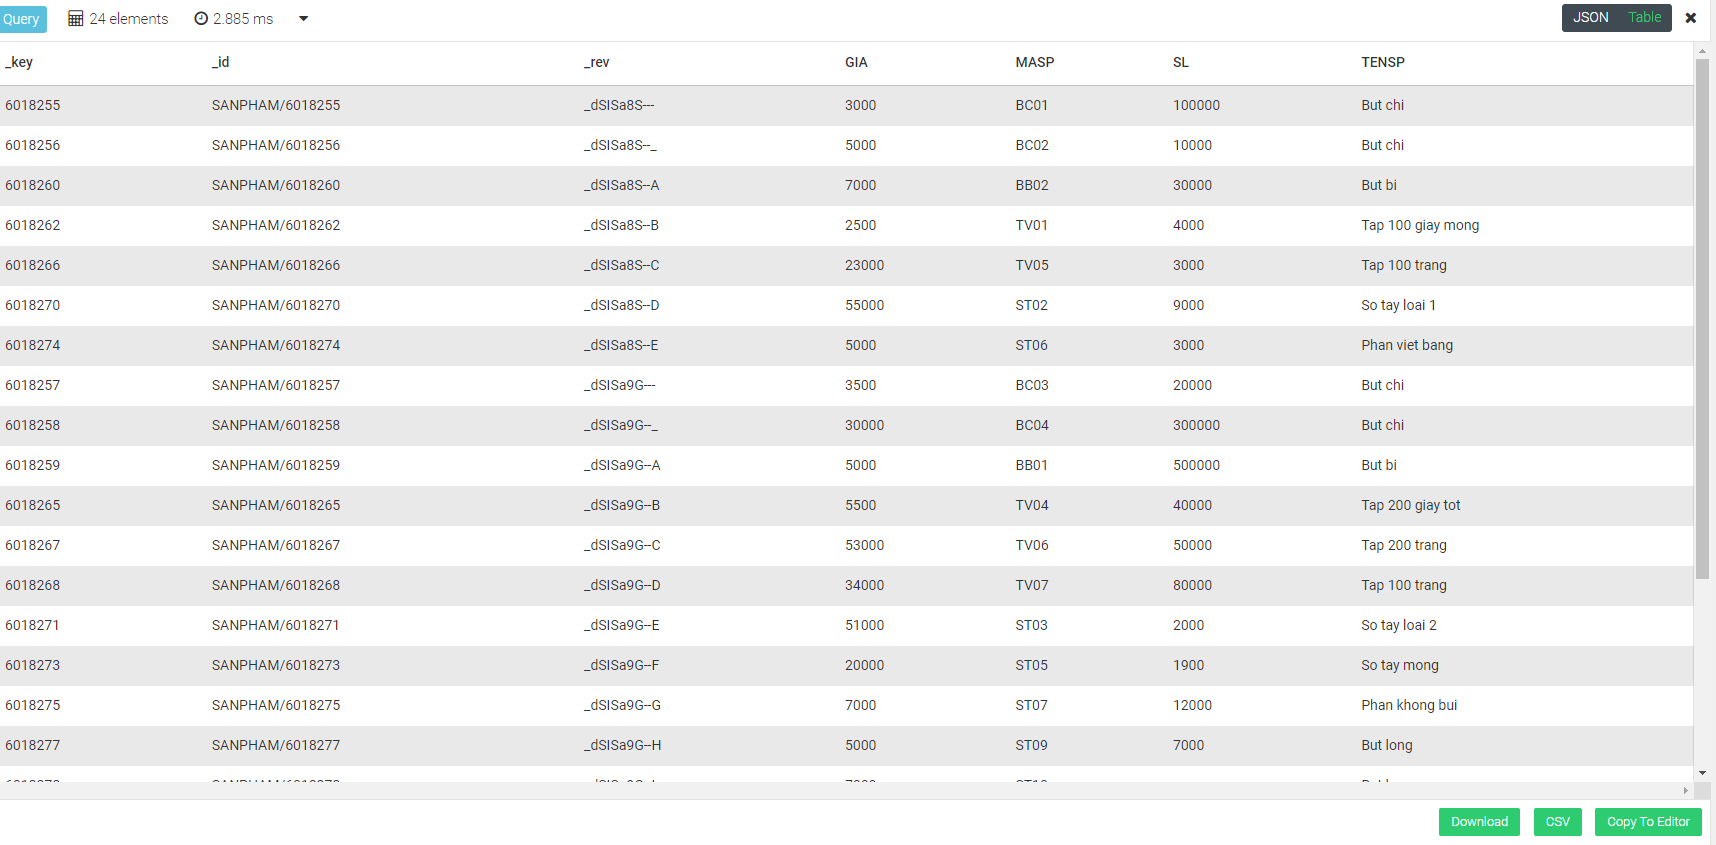 Query 24 elements 2.885 ms JSON Table
_key _id _rev GIA MASP SL TENSP
6018255 SANPHAM/6018255 _dSISa8S--- 3000 BC01 100000 But chi
6018256 SANPHAM/6018256 _dSISa8S--_ 5000 BC02 10000 But chi
6018260 SANPHAM/6018260 _dSISa8S--A 7000 BB02 30000 But bi
6018262 SANPHAM/6018262 _dSISa8S--B 2500 TV01 4000 Tap 100 giay mong
6018266 SANPHAM/6018266 _dSISa8S--C 23000 TV05 3000 Tap 100 trang
6018270 SANPHAM/6018270 _dSISa8S--D 55000 ST02 9000 So tay loai 1
6018274 SANPHAM/6018274 _dSISa8S--E 5000 ST06 3000 Phan viet bang
6018257 SANPHAM/6018257 _dSISa9G--- 3500 BC03 20000 But chi
6018258 SANPHAM/6018258 _dSISa9G--_ 30000 BC04 300000 But chi
6018259 SANPHAM/6018259 _dSISa9G--A 5000 BB01 500000 But bi
6018265 SANPHAM/6018265 _dSISa9G--B 5500 TV04 40000 Tap 200 giay tot
6018267 SANPHAM/6018267 _dSISa9G--C 53000 TV06 50000 Tap 200 trang
6018268 SANPHAM/6018268 _dSISa9G--D 34000 TV07 80000 Tap 100 trang
6018271 SANPHAM/6018271 _dSISa9G--E 51000 ST03 2000 So tay loai 2
6018273 SANPHAM/6018273 _dSISa9G--F 20000 ST05 1900 So tay mong
6018275 SANPHAM/6018275 _dSISa9G--G 7000 ST07 12000 Phan khong bui
6018277 SANPHAM/6018277 _dSISa9G--H 5000 ST09 7000 But long
Download CSV Copy To Editor